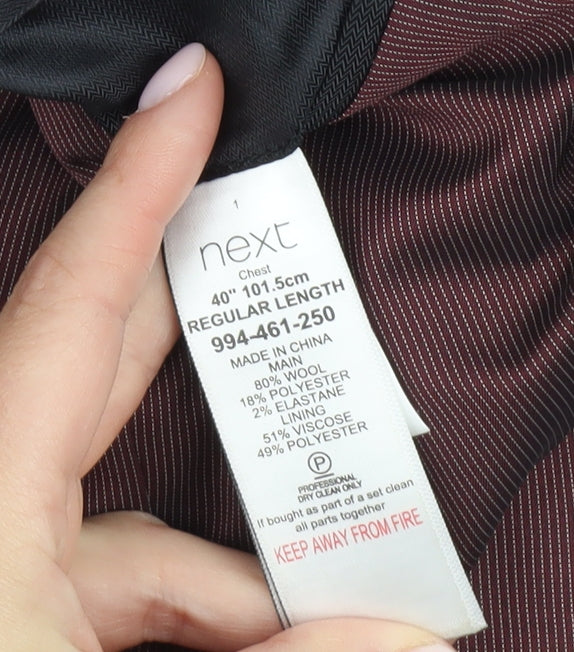 1
next
Chest
40" 101.5cm
REGULAR LENGTH
994-461-250
MADE IN CHINA
MAIN
80% WOOL
18% POLYESTER
2% ELASTANE
LINING
51% VISCOSE
49% POLYESTER
P
PROFESSIONAL
DRY CLEAN ONLY
If bought as part of a set clean
all parts together
KEEP AWAY FROM FIRE